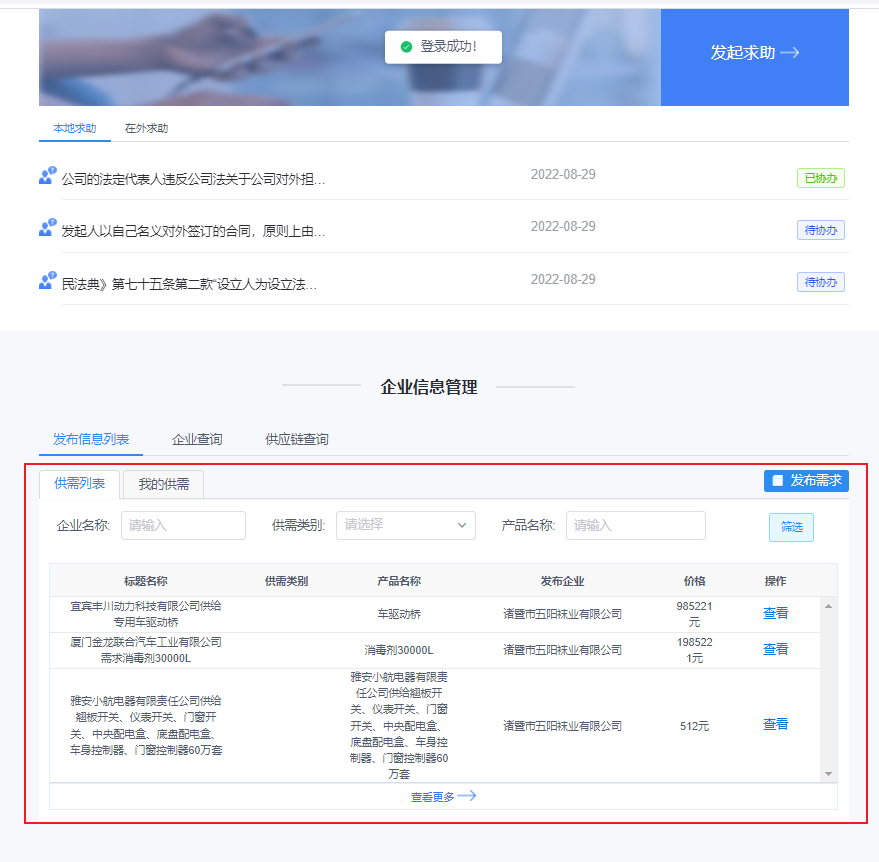 登录成功!
发起求助
本地求助 在外求助
公司的法定代表人违反公司法关于公司对外担... 2022-08-29 已协办
发起人以自己名义对外签订的合同，原则上由... 2022-08-29 待协办
民法典》第七十五条第二款“设立人为设立法... 2022-08-29 待协办
企业信息管理
发布信息列表 企业查询 供应链查询
供需列表 我的供需 发布需求
企业名称: 请输入 供需类别: 请选择 产品名称: 请输入 筛选
标题名称 供需类别 产品名称 发布企业 价格 操作
宜宾丰川动力科技有限公司供给
专用车驱动桥
车驱动桥
诸暨市五阳袜业有限公司
985221
元
查看
厦门金龙联合汽车工业有限公司
需求消毒剂30000L
消毒剂30000L
诸暨市五阳袜业有限公司
198522
1元
查看
雅安小航电器有限责任公司供给
翘板开关、仪表开关、门窗开
关、中央配电盒、底盘配电盒、
车身控制器、门窗控制器60万套
雅安小航电器有限责
任公司供给翘板开
关、仪表开关、门窗
开关、中央配电盒、
底盘配电盒、车身控
制器、门窗控制器60
万套
诸暨市五阳袜业有限公司
512元
查看
查看更多